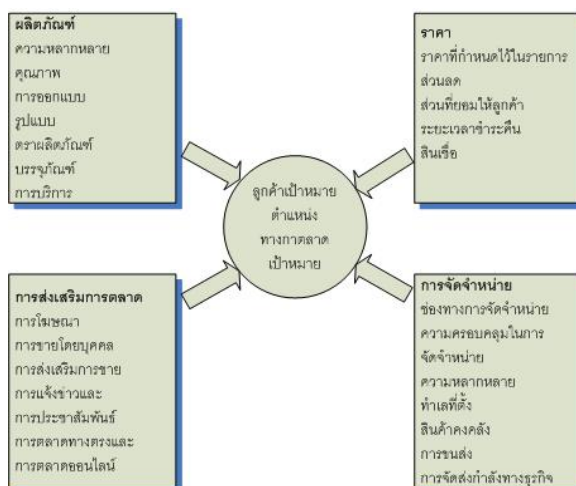 ผลิตภัณฑ์
ความหลากหลาย
คุณภาพ
การออกแบบ
รูปแบบ
ตราผลิตภัณฑ์
บรรจุภัณฑ์
การบริการ
ราคา
ราคาที่กำหนดไว้ในรายการ
ส่วนลด
ส่วนที่ยอมให้ลูกค้า
ระยะเวลาชำระคืน
สินเชื่อ
ลูกค้าเป้าหมาย
ตำแหน่ง
ทางกาตลาด
เป้าหมาย
การส่งเสริมการตลาด
การโฆษณา
การขายโดยบุคคล
การส่งเสริมการขาย
การแจ้งข่าวและ
การประชาสัมพันธ์
การตลาดทางตรงและ
การตลาดออนไลน์
การจัดจำหน่าย
ช่องทางการจัดจำหน่าย
ความครอบคลุมในการ
จัดจำหน่าย
ความหลากหลาย
ทำเลที่ตั้ง
สินค้าคงคลัง
การขนส่ง
การจัดส่งกำลังทางธุรกิจ